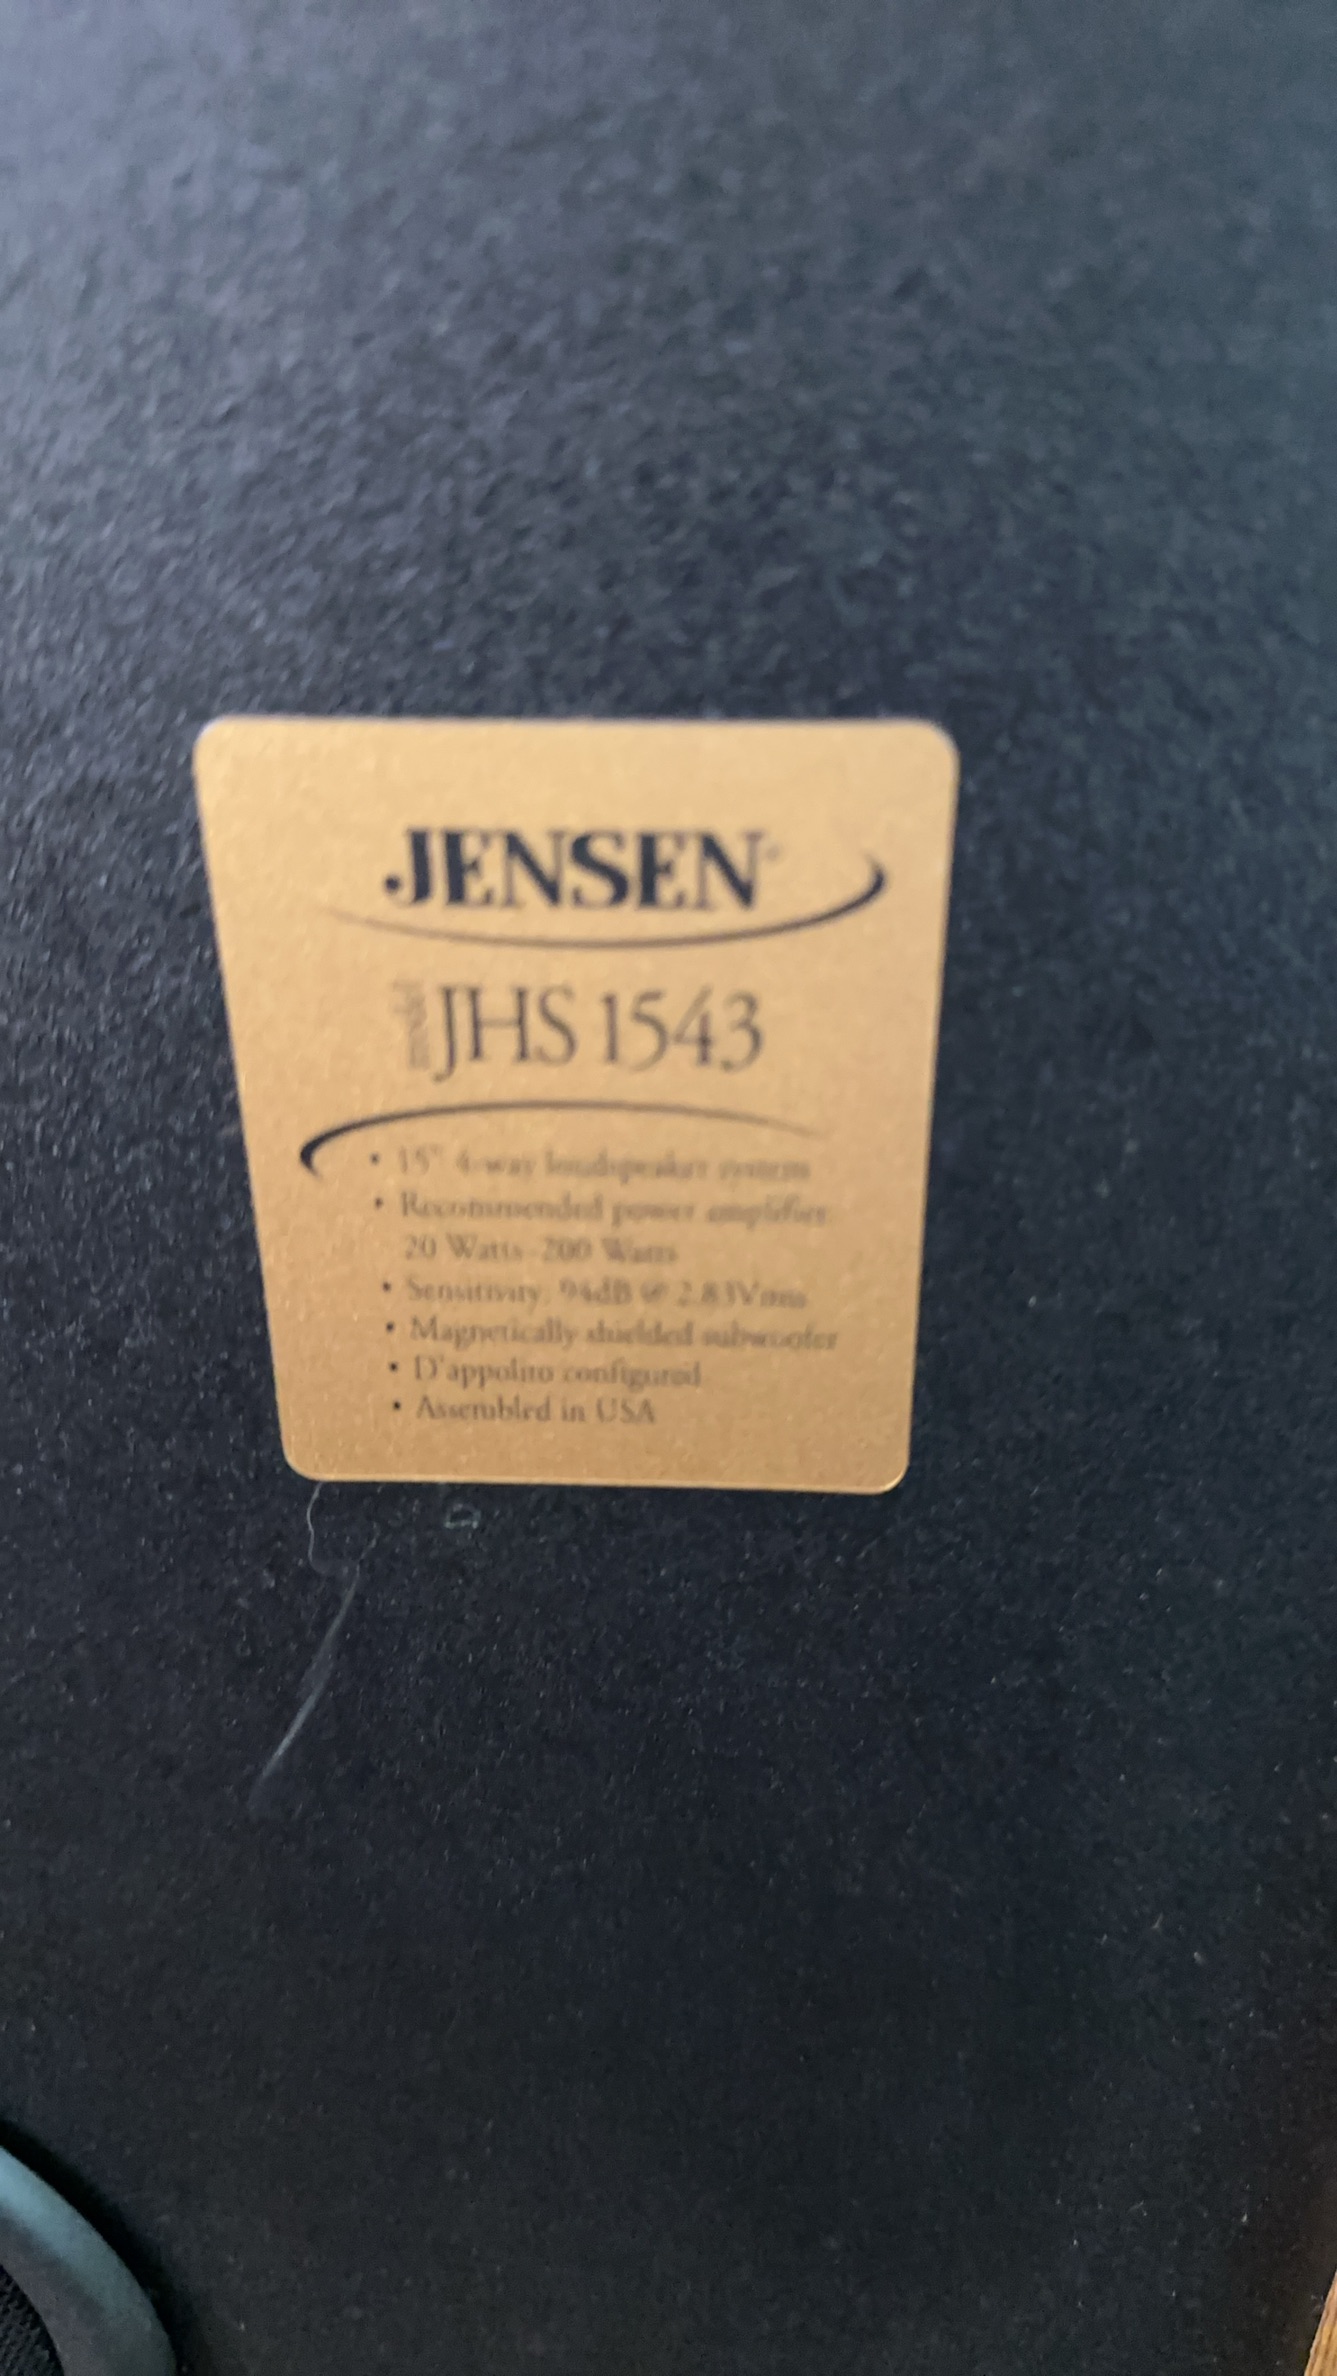 JENSEN®
model JHS 1543
• 15" 4-way loudspeaker system
• Recommended power amplifier:
20 Watts-200 Watts
• Sensitivity: 94dB @ 2.83Vrms
• Magnetically shielded subwoofer
• D'appolito configured
• Assembled in USA